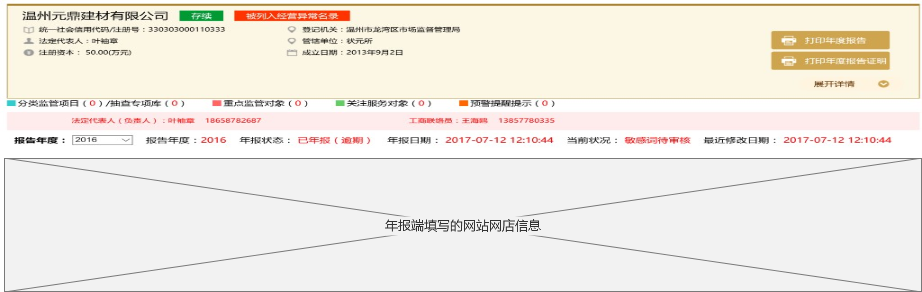 温州元鼎建材有限公司 存续 被列入经营异常名录
统一社会信用代码/注册号：330303000110333 登记机关：温州市龙湾区市场监督管理局
法定代表人：叶袖章 管辖单位：状元所
注册资本：50.00(万元) 成立日期：2013年9月2日
打印年度报告
打印年度报告证明
展开详情
分类监管项目（0）/抽查专项库（0） 重点监管对象（0） 关注服务对象（0） 预警提醒提示（0）
法定代表人（负责人）：叶袖章 18658782687 工商联络员：王海鸥 13857780335
报告年度： 2016 报告年度：2016 年报状态：已年报（逾期） 年报日期：2017-07-12 12:10:44 当前状况：敏感词待审核 最近修改日期：2017-07-12 12:10:44
年报端填写的网站网店信息